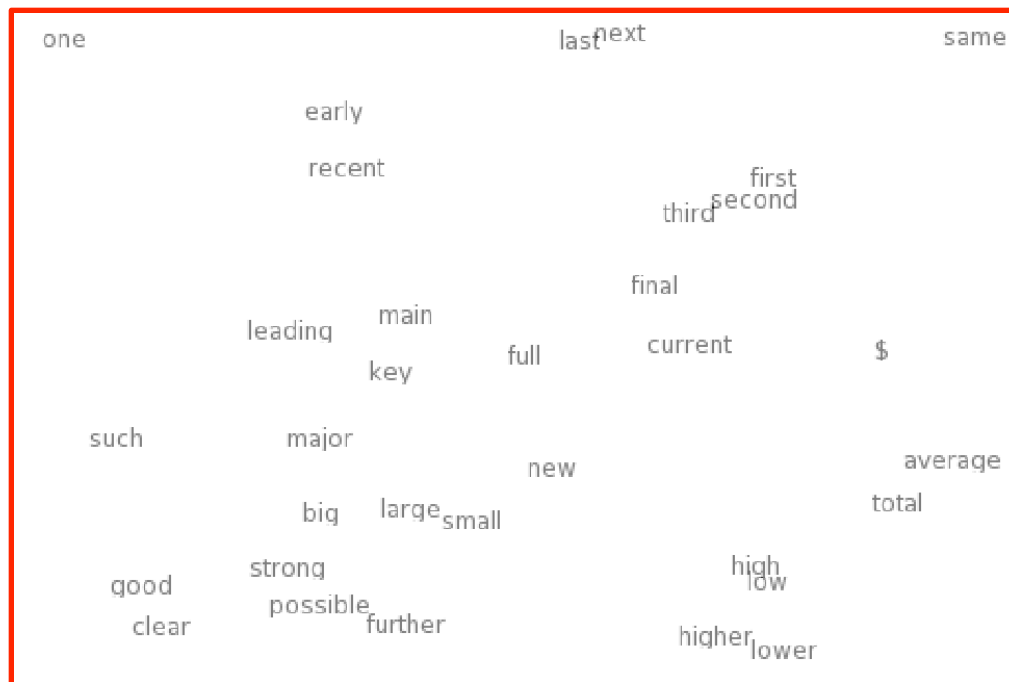 one last next same
early
recent
first
second
third
final
main
leading
current
full
$
key
such major
average
new
total
large
big
small
high
strong
low
good
possible
further
clear
higher
lower